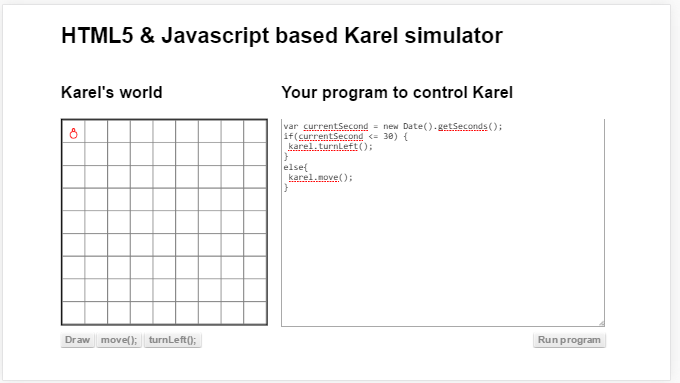 HTML5 & Javascript based Karel simulator
Karel's world
Your program to control Karel
var currentSecond = new Date().getSeconds();
if(currentSecond <= 30) {
 karel.turnLeft();
}
else{
 karel.move();
}
Draw move(); turnLeft();
Run program